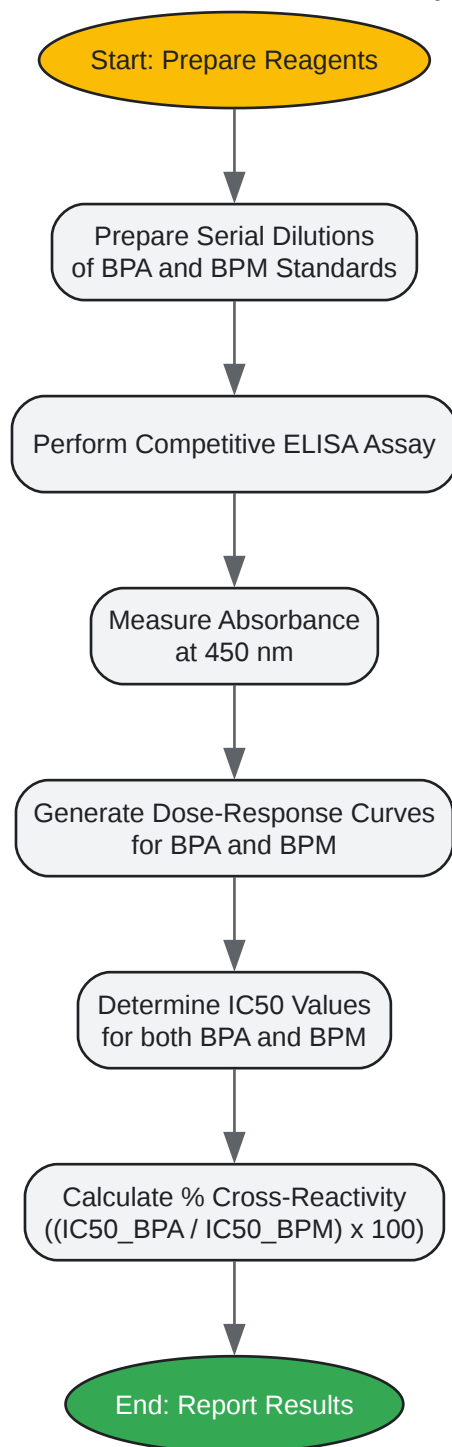 Start: Prepare Reagents
Prepare Serial Dilutions
of BPA and BPM Standards
Perform Competitive ELISA Assay
Measure Absorbance
at 450 nm
Generate Dose-Response Curves
for BPA and BPM
Determine IC50 Values
for both BPA and BPM
Calculate % Cross-Reactivity
((IC50_BPA / IC50_BPM) x 100)
End: Report Results